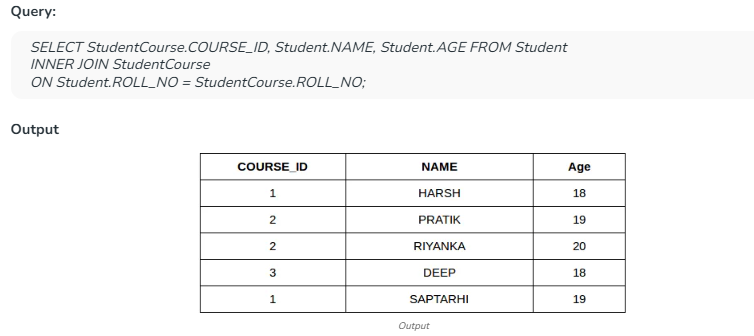 Query:
SELECT StudentCourse.COURSE_ID, Student.NAME, Student.AGE FROM Student
INNER JOIN StudentCourse
ON Student.ROLL_NO = StudentCourse.ROLL_NO;
Output
COURSE_ID NAME Age
1 HARSH 18
2 PRATIK 19
2 RIYANKA 20
3 DEEP 18
1 SAPTARHI 19
Output